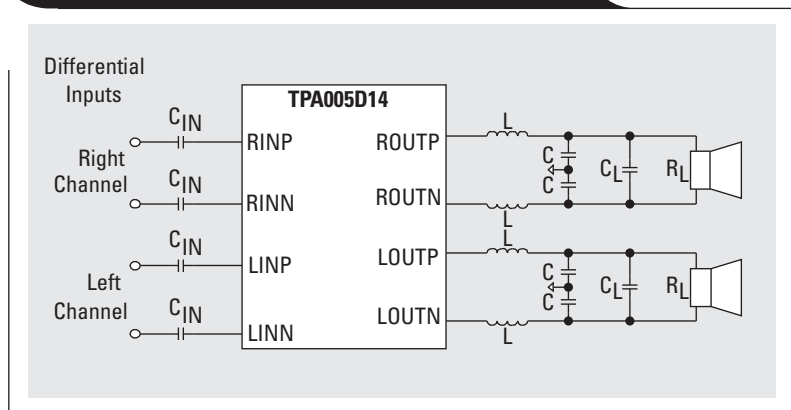 Differential
Inputs
TPA005D14
Right
Channel
Left
Channel
CIN
CIN
CIN
CIN
RINP
RINN
LINP
LINN
ROUTP
ROUTN
LOUTP
LOUTN
L
C
C
CL
RL
L
L
C
C
CL
RL
L